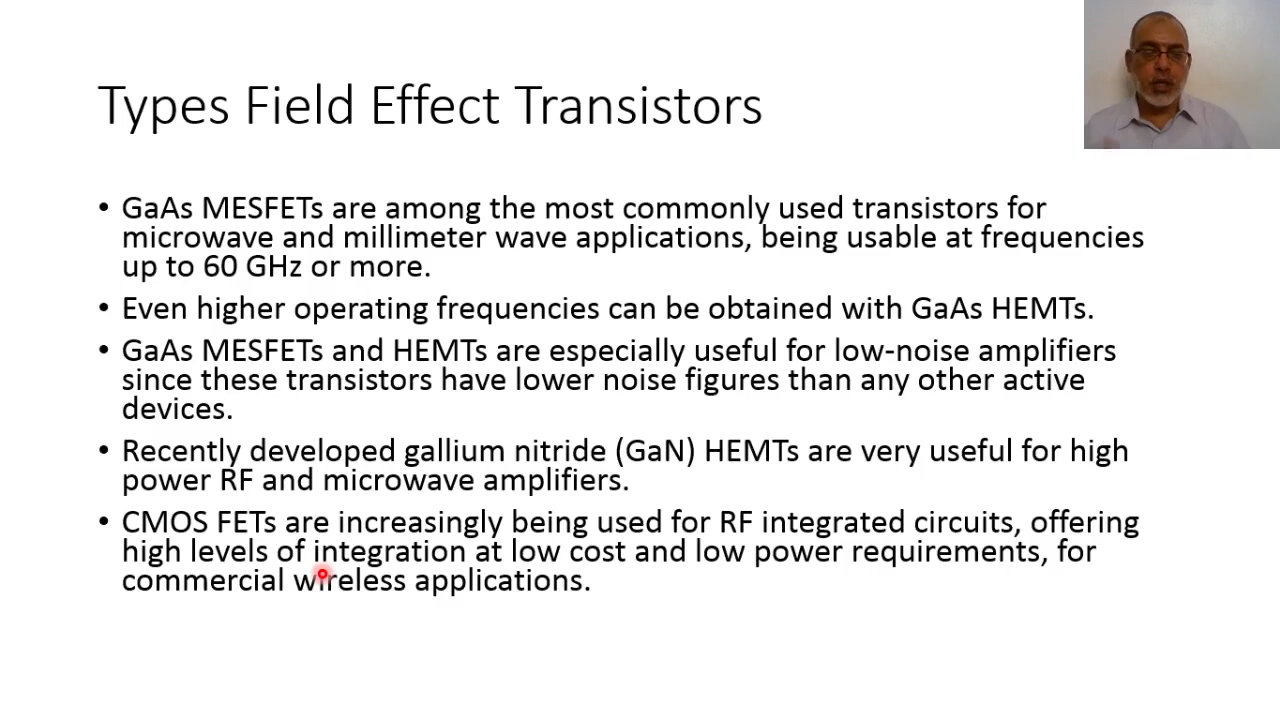 Types Field Effect Transistors
• GaAs MESFETs are among the most commonly used transistors for
microwave and millimeter wave applications, being usable at frequencies
up to 60 GHz or more.
• Even higher operating frequencies can be obtained with GaAs HEMTs.
• GaAs MESFETs and HEMTs are especially useful for low-noise amplifiers
since these transistors have lower noise figures than any other active
devices.
• Recently developed gallium nitride (GaN) HEMTs are very useful for high
power RF and microwave amplifiers.
• CMOS FETs are increasingly being used for RF integrated circuits, offering
high levels of integration at low cost and low power requirements, for
commercial wireless applications.